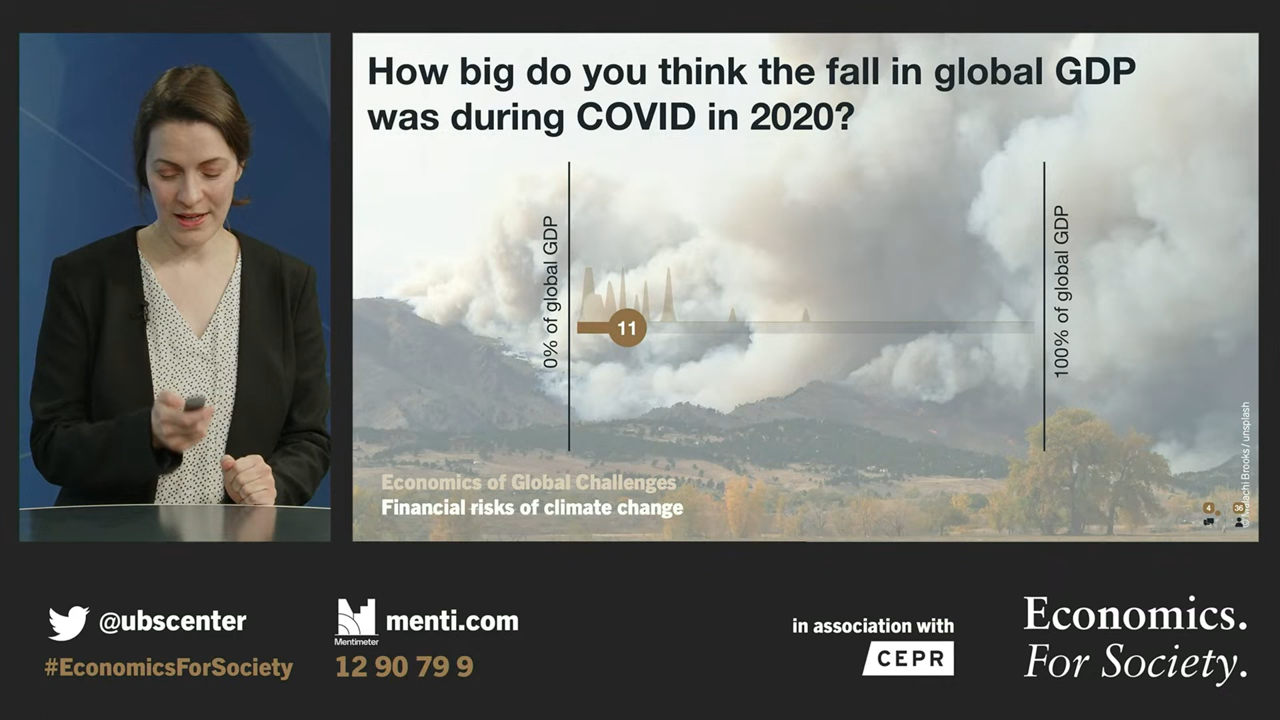 How big do you think the fall in global GDP
was during COVID in 2020?
0% of global GDP
11
100% of global GDP
Economics of Global Challenges
Financial risks of climate change
Brooks / unsplash
4
36
@ubscenter
#EconomicsForSociety
Mentimeter
menti.com
12 90 79 9
in association with
CEPR
Economics.
For Society.